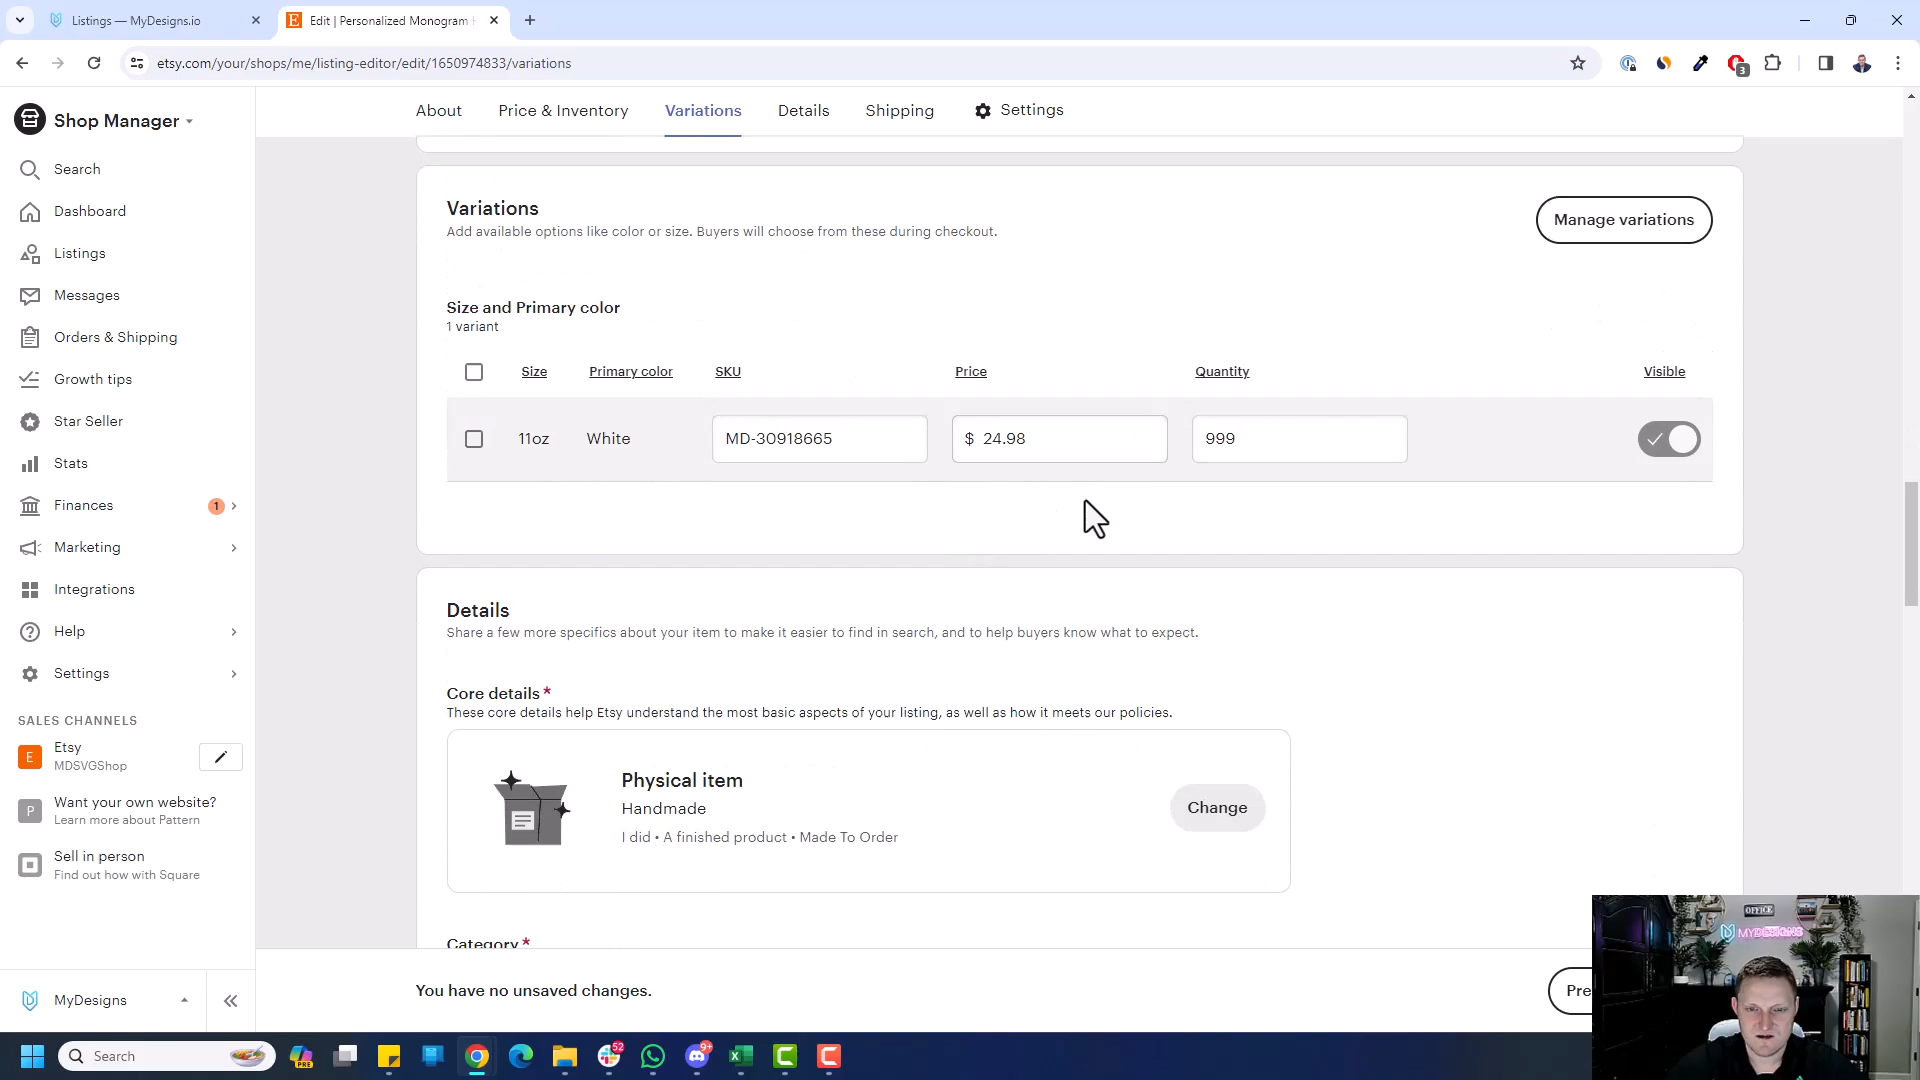 Listings — MyDesigns.io
Edit | Personalized Monogram
etsy.com/your/shops/me/listing-editor/edit/1650974833/variations
3
Shop Manager
Search
Dashboard
Listings
Messages
Orders & Shipping
Growth tips
Star Seller
Stats
Finances
1
Marketing
Integrations
Help
Settings
SALES CHANNELS
E
Etsy
MDSVGShop
P
Want your own website?
Learn more about Pattern
Sell in person
Find out how with Square
MyDesigns
About
Price & Inventory
Variations
Details
Shipping
Settings
Variations
Manage variations
Add available options like color or size. Buyers will choose from these during checkout.
Size and Primary color
1 variant
Size Primary color SKU Price Quantity Visible
11oz White MD-30918665 $ 24.98 999
Details
Share a few more specifics about your item to make it easier to find in search, and to help buyers know what to expect.
Core details *
These core details help Etsy understand the most basic aspects of your listing, as well as how it meets our policies.
Physical item
Handmade
I did • A finished product • Made To Order
Change
Category *
You have no unsaved changes.
Pre
OFFICE
MYDESIGNS
Search
PRE
52
9+